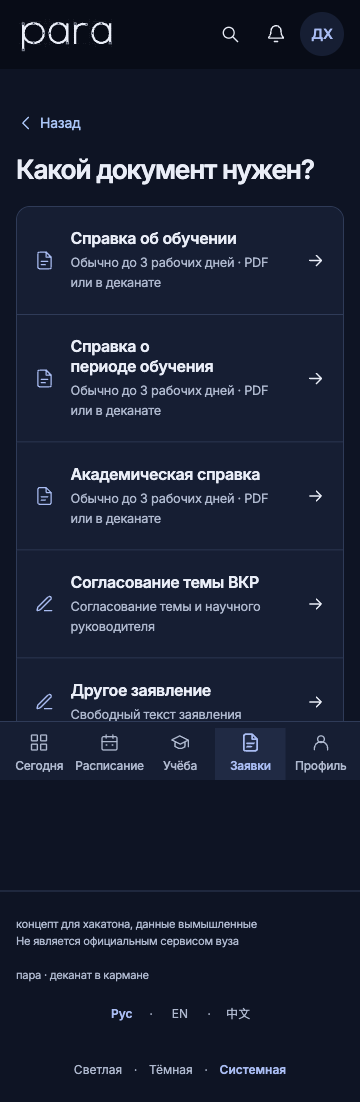 para
ДХ
Назад
Какой документ нужен?
Справка об обучении
Обычно до 3 рабочих дней · PDF
или в деканате
Справка о
периоде обучения
Обычно до 3 рабочих дней · PDF
или в деканате
Академическая справка
Обычно до 3 рабочих дней · PDF
или в деканате
Согласование темы ВКР
Согласование темы и научного
руководителя
Другое заявление
Свободный текст заявления
Сегодня Расписание Учёба Заявки Профиль
концепт для хакатона, данные вымышленные
Не является официальным сервисом вуза
пара · деканат в кармане
Рус · EN · 中文
Светлая · Тёмная · Системная